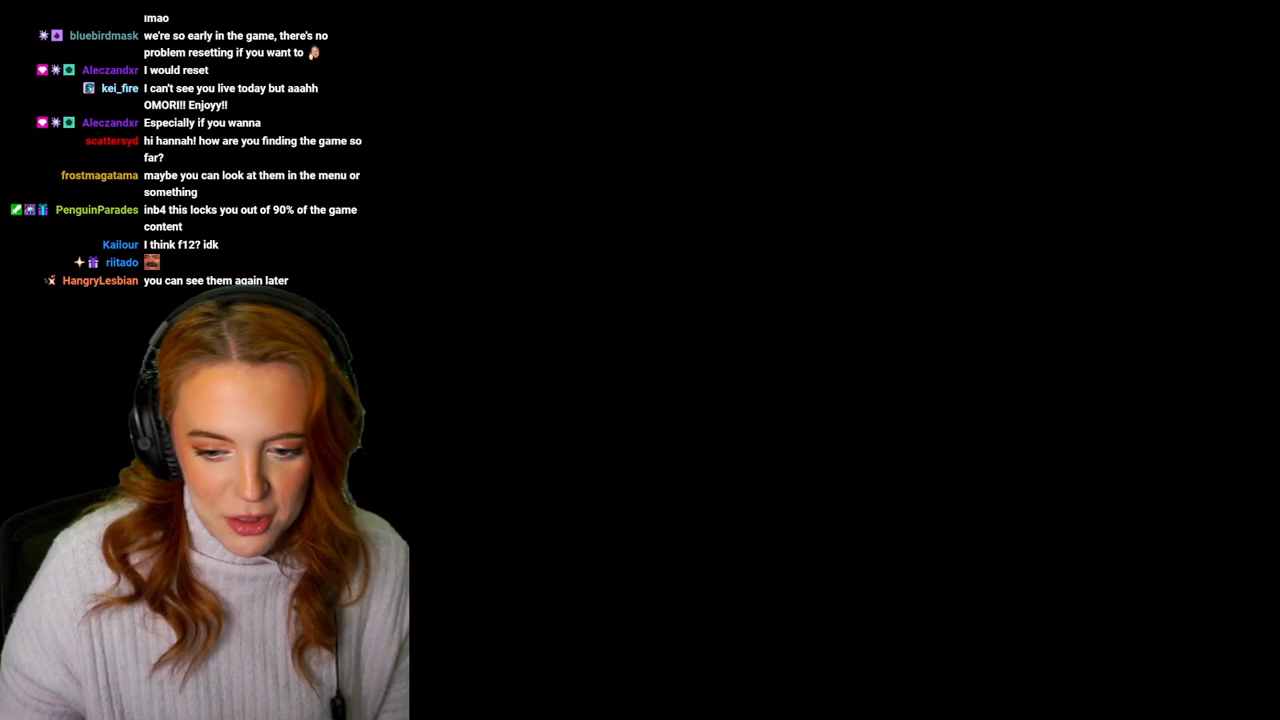 lmao
bluebirdmask we're so early in the game, there's no
problem resetting if you want to
Aleczandxr I would reset
kei_fire I can't see you live today but aaahh
OMORI!! Enjoyy!!
Aleczandxr Especially if you wanna
scattersyd hi hannah! how are you finding the game so
far?
frostmagatama maybe you can look at them in the menu or
something
PenguinParades inb4 this locks you out of 90% of the game
content
Kailour I think f12? idk
riitado
HangryLesbian you can see them again later